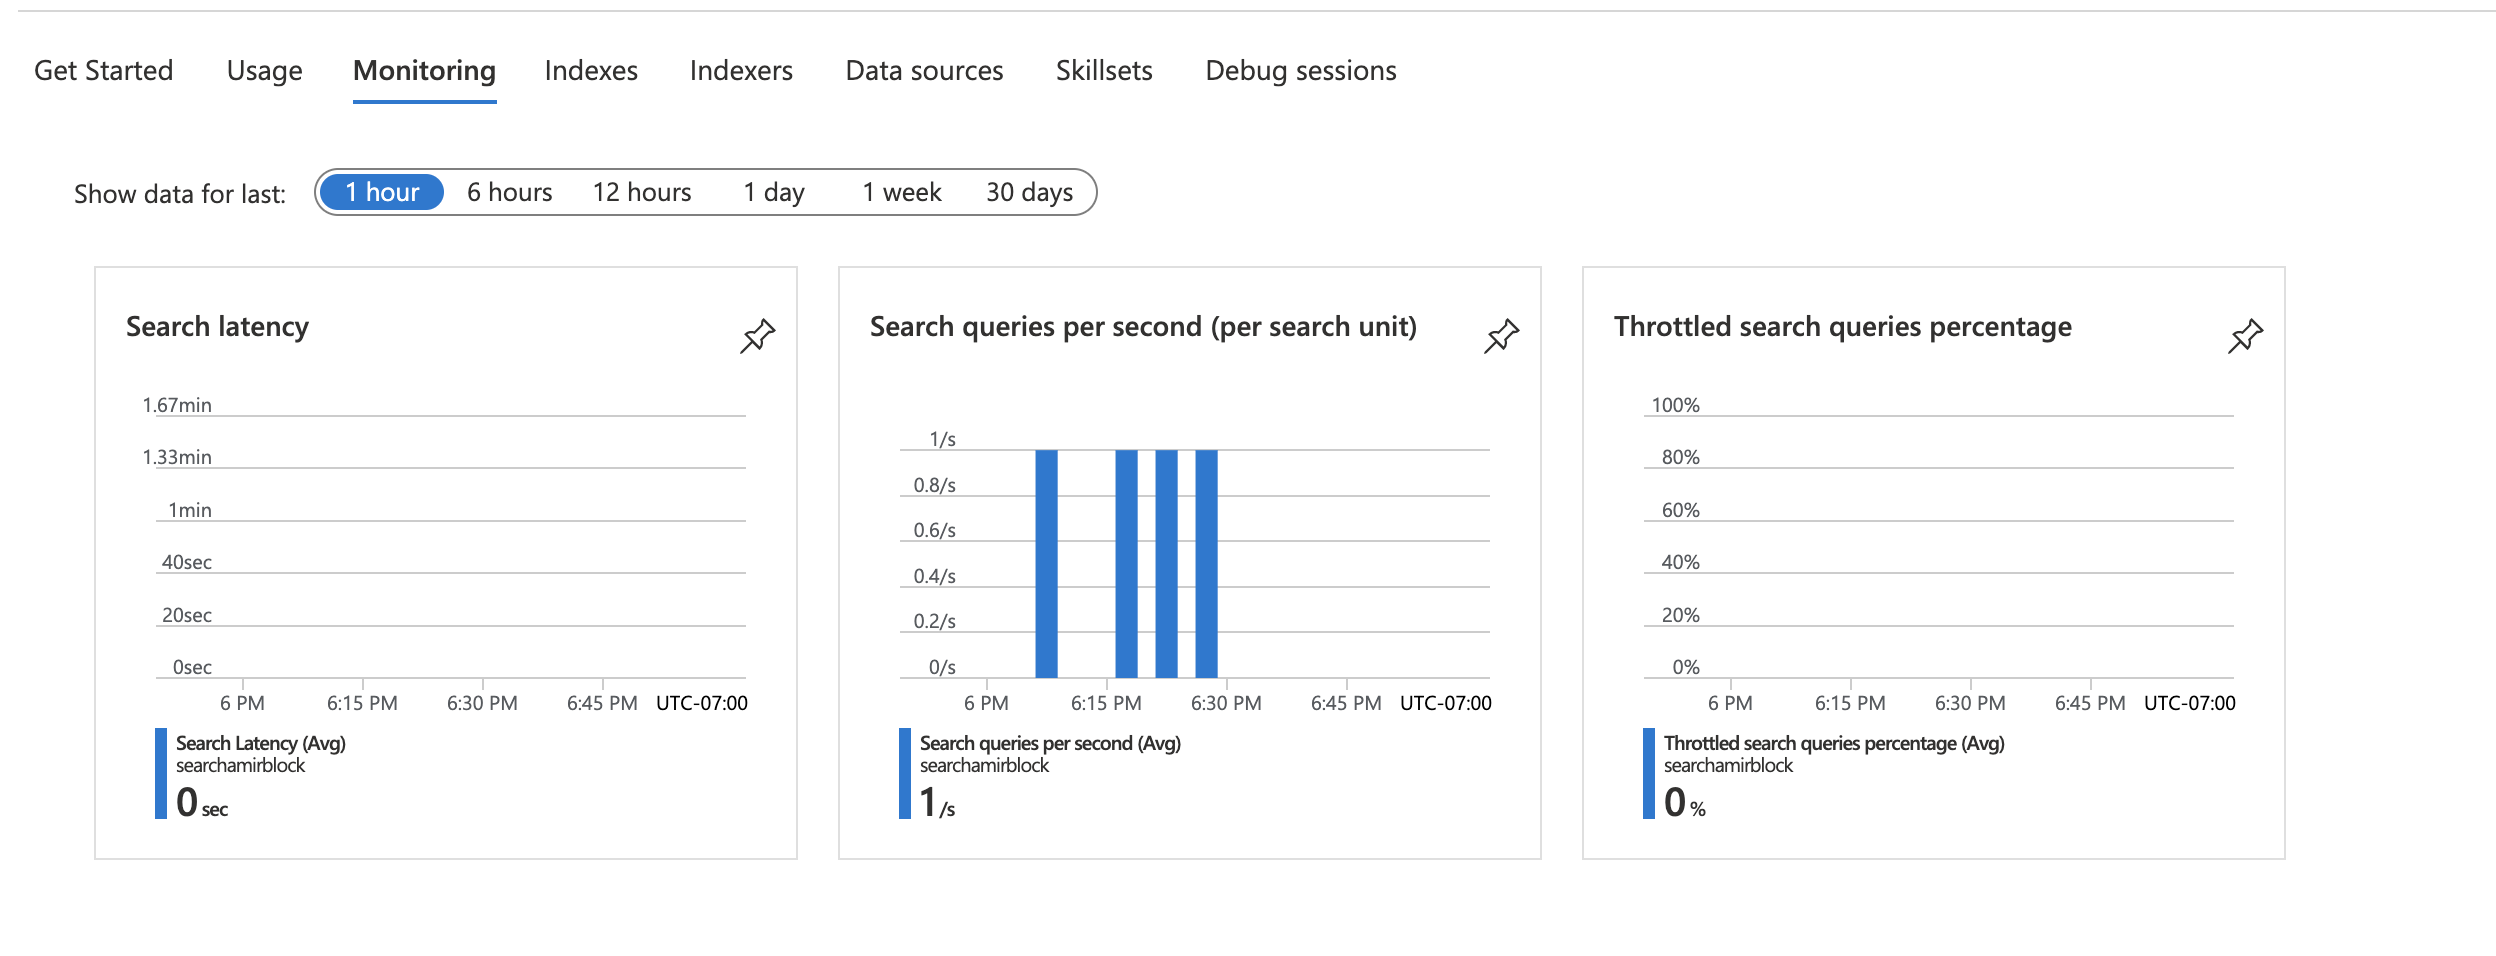 Get Started Usage Monitoring Indexes Indexers Data sources Skillsets Debug sessions
Show data for last: 1 hour 6 hours 12 hours 1 day 1 week 30 days
Search latency
1.67min
1.33min
1min
40sec
20sec
0sec
6 PM 6:15 PM 6:30 PM 6:45 PM UTC-07:00
Search Latency (Avg)
searchamirblock
0 sec
Search queries per second (per search unit)
1/s
0.8/s
0.6/s
0.4/s
0.2/s
0/s
6 PM 6:15 PM 6:30 PM 6:45 PM UTC-07:00
Search queries per second (Avg)
searchamirblock
1 /s
Throttled search queries percentage
100%
80%
60%
40%
20%
0%
6 PM 6:15 PM 6:30 PM 6:45 PM UTC-07:00
Throttled search queries percentage (Avg)
searchamirblock
0 %